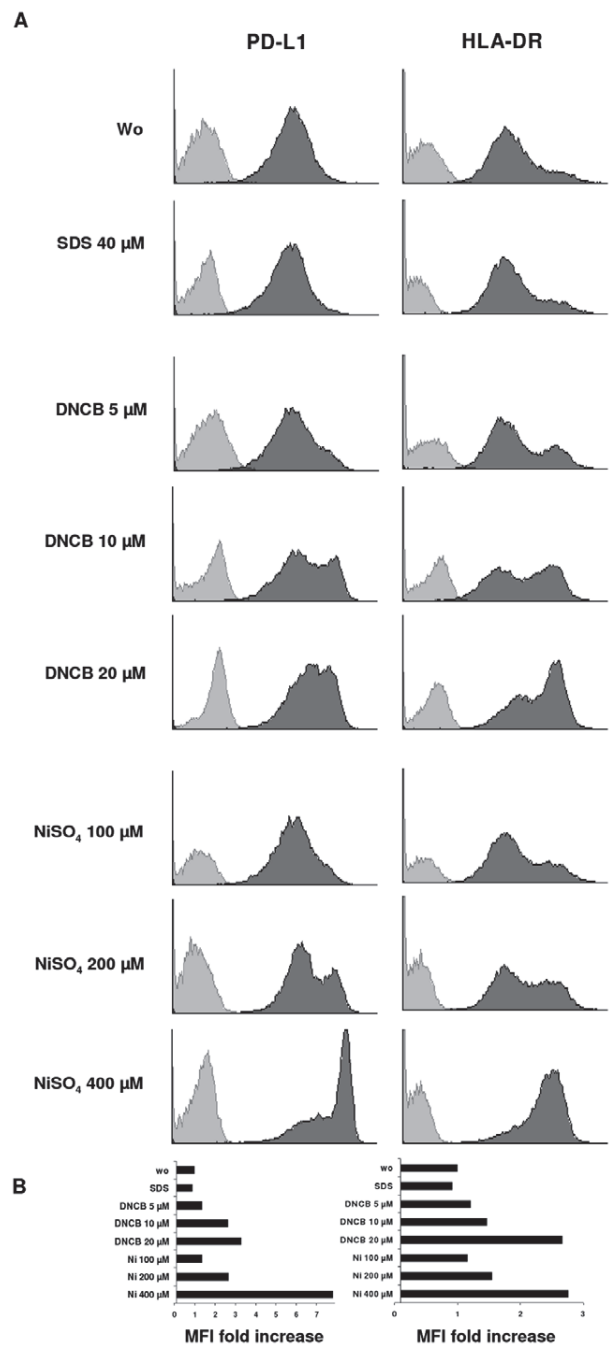 A
PD-L1 HLA-DR
Wo
SDS 40 µM
DNCB 5 µM
DNCB 10 µM
DNCB 20 µM
NiSO4 100 µM
NiSO4 200 µM
NiSO4 400 µM
B
wo
SDS
DNCB 5 µM
DNCB 10 µM
DNCB 20 µM
Ni 100 µM
Ni 200 µM
Ni 400 µM
0 1 2 3 4 5 6 7
MFI fold increase
wo
SDS
DNCB 5 µM
DNCB 10 µM
DNCB 20 µM
Ni 100 µM
Ni 200 µM
Ni 400 µM
0 1 2 3
MFI fold increase